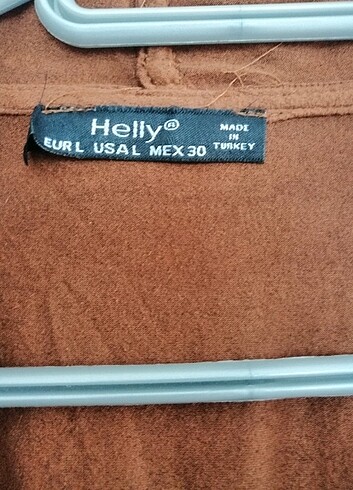 Helly®
EUR L USA L MEX 30
MADE
IN
TURKEY